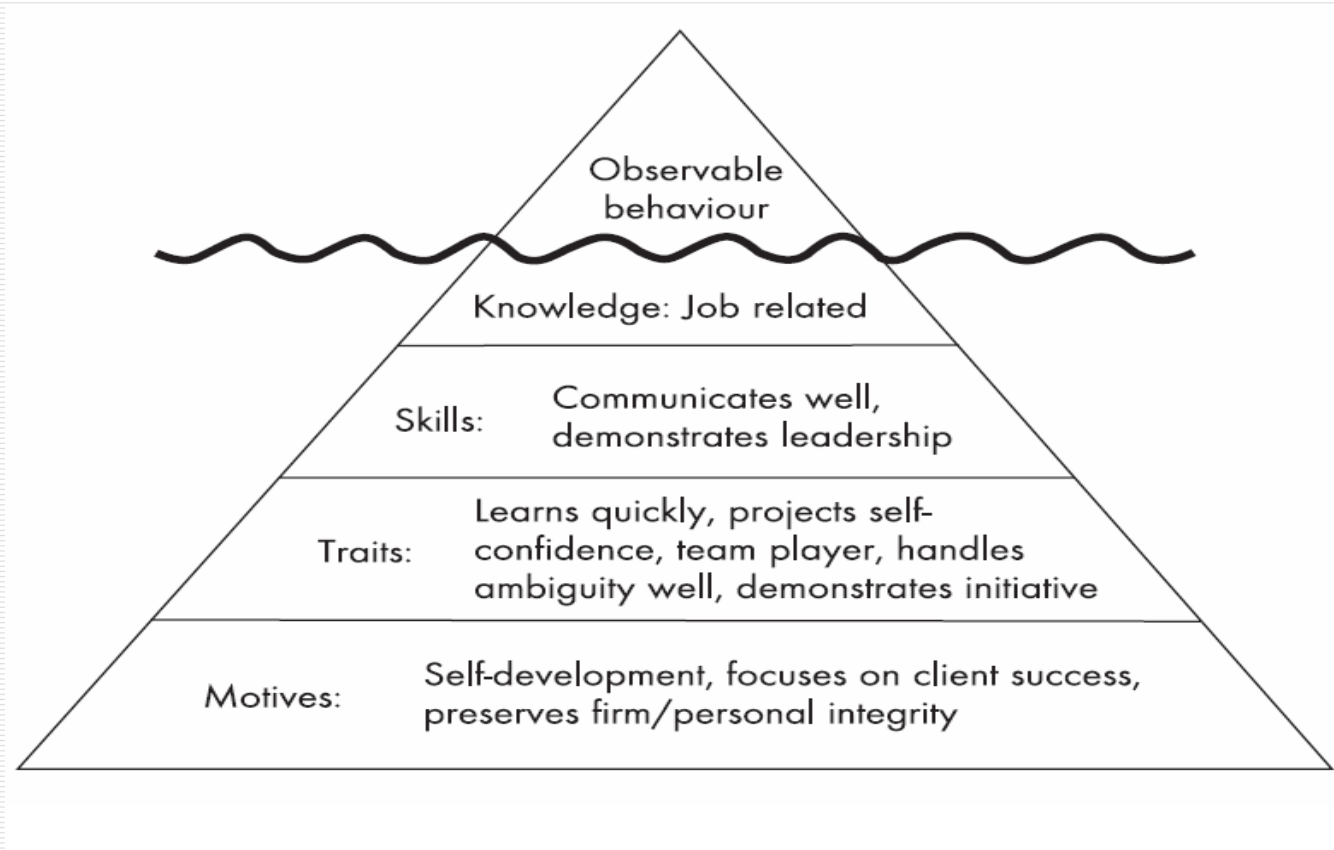 Observable
behaviour
Knowledge: Job related
Skills:
Communicates well,
demonstrates leadership
Traits:
Learns quickly, projects self-
confidence, team player, handles
ambiguity well, demonstrates initiative
Motives:
Self-development, focuses on client success,
preserves firm/personal integrity